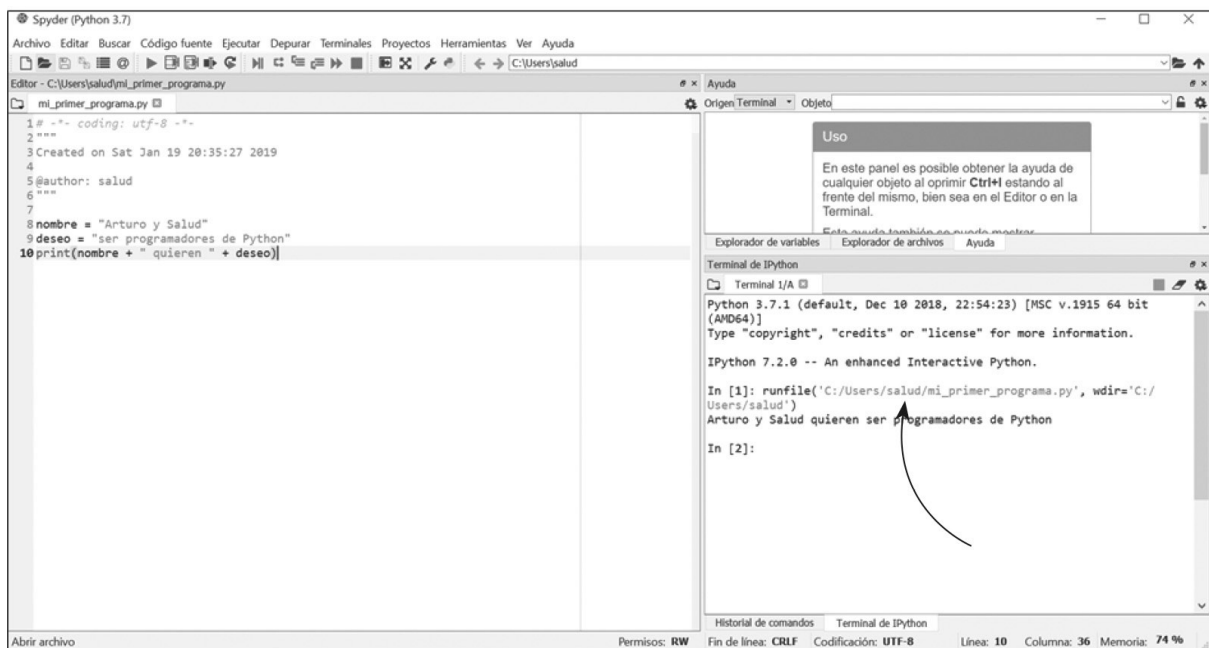 Spyder (Python 3.7)
Archivo Editar Buscar Código fuente Ejecutar Depurar Terminales Proyectos Herramientas Ver Ayuda
C:\Users\salud
Editor - C:\Users\salud\mi_primer_programa.py
mi_primer_programa.py
1 # -*- coding: utf-8 -*-
2 """
3 Created on Sat Jan 19 20:35:27 2019
4
5 @author: salud
6 """
7
8 nombre = "Arturo y Salud"
9 deseo = "ser programadores de Python"
10 print(nombre + " quieren " + deseo)
Ayuda
Origen Terminal Objeto
Uso
En este panel es posible obtener la ayuda de
cualquier objeto al oprimir Ctrl+I estando al
frente del mismo, bien sea en el Editor o en la
Terminal.
Esta ayuda también se puede mostrar
Explorador de variables Explorador de archivos Ayuda
Terminal de IPython
Terminal 1/A
Python 3.7.1 (default, Dec 10 2018, 22:54:23) [MSC v.1915 64 bit
(AMD64)]
Type "copyright", "credits" or "license" for more information.
IPython 7.2.0 -- An enhanced Interactive Python.
In [1]: runfile('C:/Users/salud/mi_primer_programa.py', wdir='C:/
Users/salud')
Arturo y Salud quieren ser programadores de Python
In [2]:
Historial de comandos Terminal de IPython
Abrir archivo Permisos: RW Fin de línea: CRLF Codificación: UTF-8 Línea: 10 Columna: 36 Memoria: 74 %